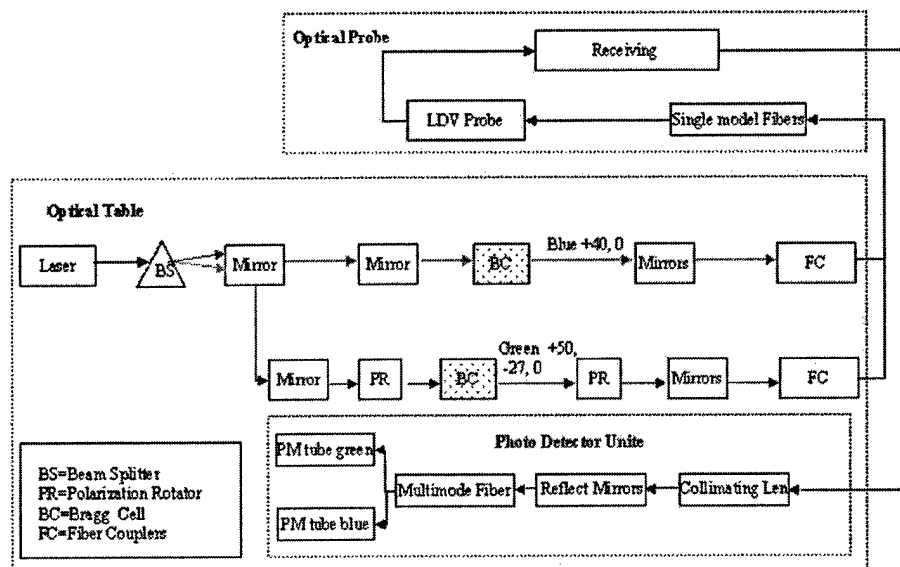 Optical Probe
Receiving
LDV Probe
Single model Fibers
Optical Table
Laser
BS
Mirror
Mirror
BC
Blue +40, 0
Mirrors
FC
Mirror
PR
BC
Green +50,
-27, 0
PR
Mirrors
FC
Photo Detector Unite
PM tube green
Multimode Fiber
Reflect Mirrors
Collimating Len
PM tube blue
BS=Beam Splitter
PR=Polarization Rotator
BC=Bragg Cell
FC=Fiber Couplers